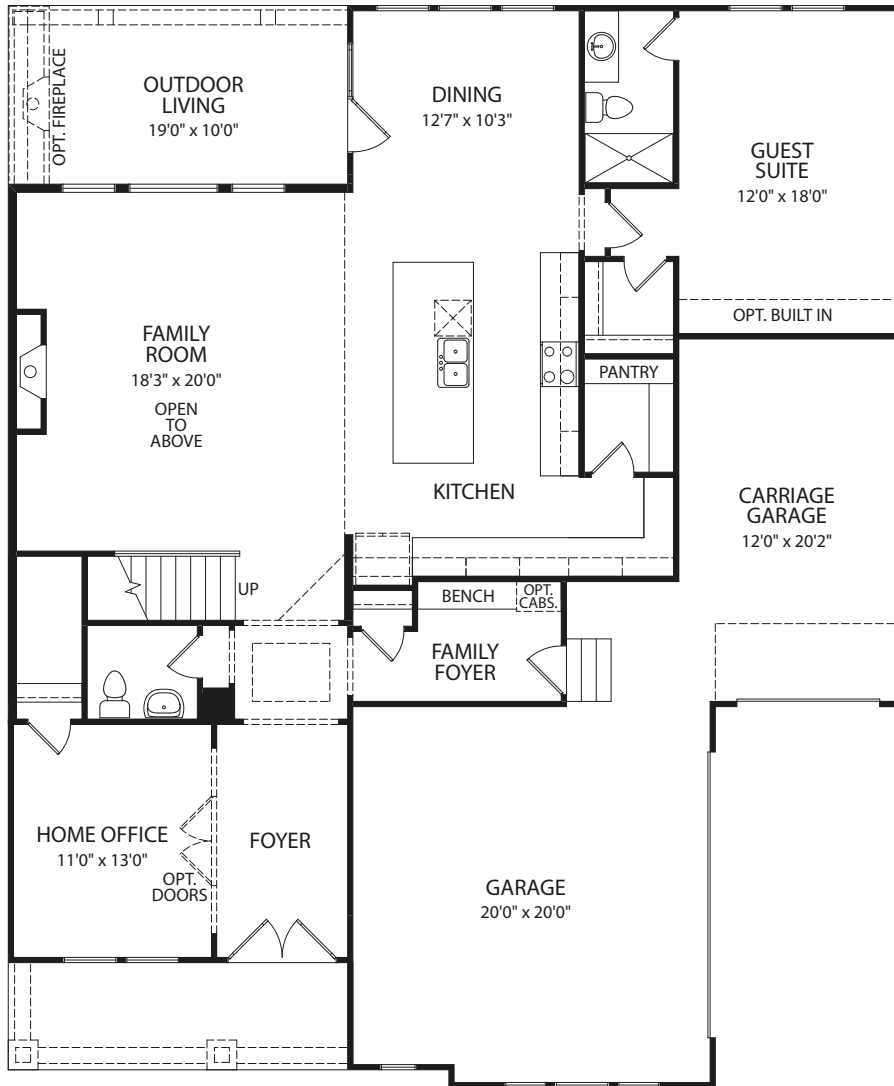 OPT. FIREPLACE
OUTDOOR
LIVING
19'0" x 10'0"
DINING
12'7" x 10'3"
GUEST
SUITE
12'0" x 18'0"
OPT. BUILT IN
FAMILY
ROOM
18'3" x 20'0"
OPEN
TO
ABOVE
PANTRY
KITCHEN
CARRIAGE
GARAGE
12'0" x 20'2"
UP
BENCH
OPT.
CABS.
FAMILY
FOYER
HOME OFFICE
11'0" x 13'0"
OPT.
DOORS
FOYER
GARAGE
20'0" x 20'0"